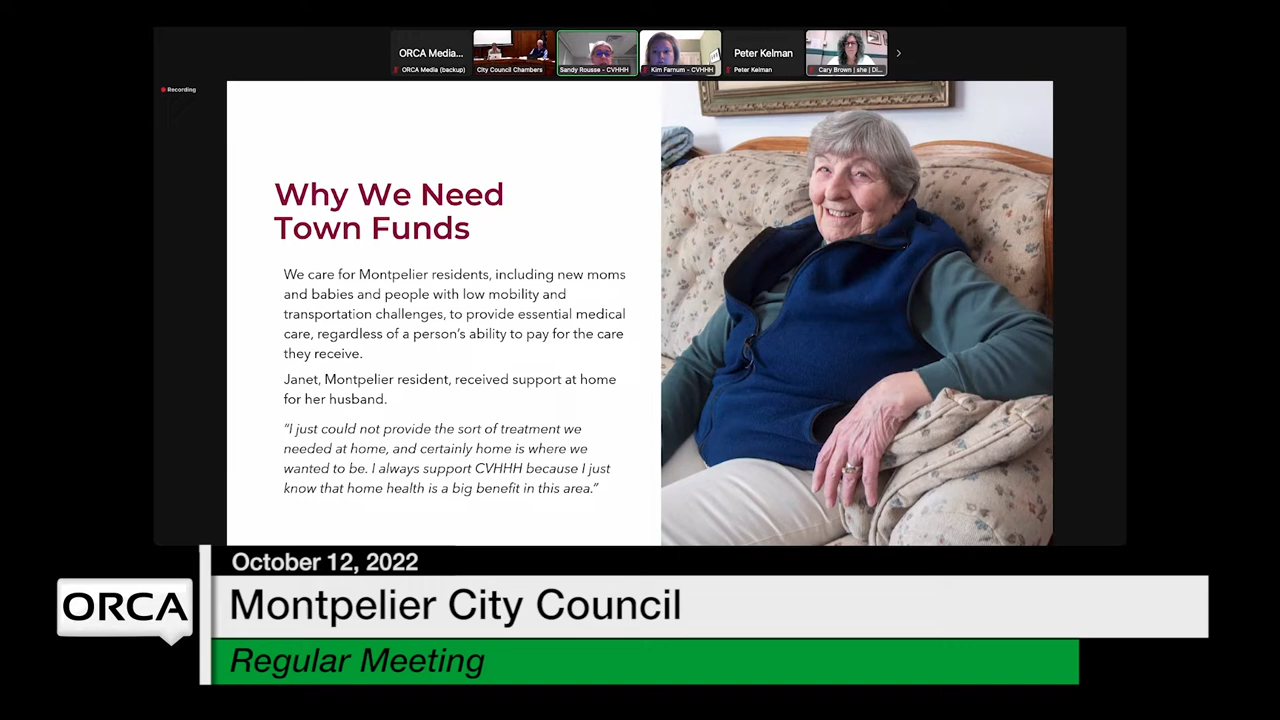 ORCA Media...
Peter Kelman
ORCA Media (backup)
City Council Chambers
Sandy Rousse - CVHHH
Kim Farnum - CVHHH
Peter Kelman
Cary Brown | she | Di...
Recording
Why We Need
Town Funds
We care for Montpelier residents, including new moms
and babies and people with low mobility and
transportation challenges, to provide essential medical
care, regardless of a person's ability to pay for the care
they receive.
Janet, Montpelier resident, received support at home
for her husband.
"I just could not provide the sort of treatment we
needed at home, and certainly home is where we
wanted to be. I always support CVHHH because I just
know that home health is a big benefit in this area."
October 12, 2022
ORCA
Montpelier City Council
Regular Meeting